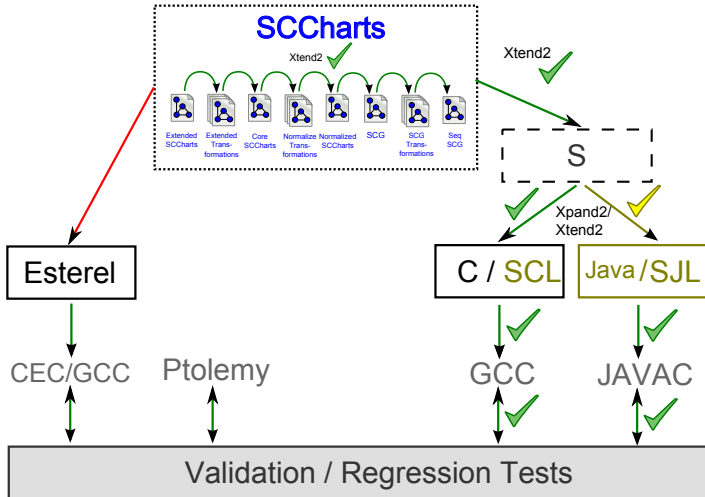 SCCharts
Xtend2
Xtend2
Extended
SCCharts
Extended
Trans-
formations
Core
SCCharts
Normalize
Trans-
formations
Normalized
SCCharts
SCG
SCG
Trans-
formations
Seq
SCG
S
Xpand2/
Xtend2
Esterel
C / SCL
Java/SJL
CEC/GCC
Ptolemy
GCC
JAVAC
Validation / Regression Tests